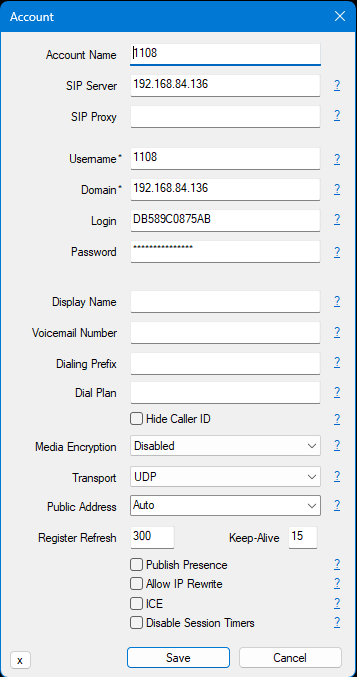 Account
Account Name 1108
SIP Server 192.168.84.136 ?
SIP Proxy ?
Username* 1108 ?
Domain* 192.168.84.136 ?
Login DB589C0875AB ?
Password *************** ?
Display Name ?
Voicemail Number ?
Dialing Prefix ?
Dial Plan ?
Hide Caller ID ?
Media Encryption Disabled ?
Transport UDP ?
Public Address Auto ?
Register Refresh 300 Keep-Alive 15 ?
Publish Presence ?
Allow IP Rewrite ?
ICE ?
Disable Session Timers ?
x Save Cancel